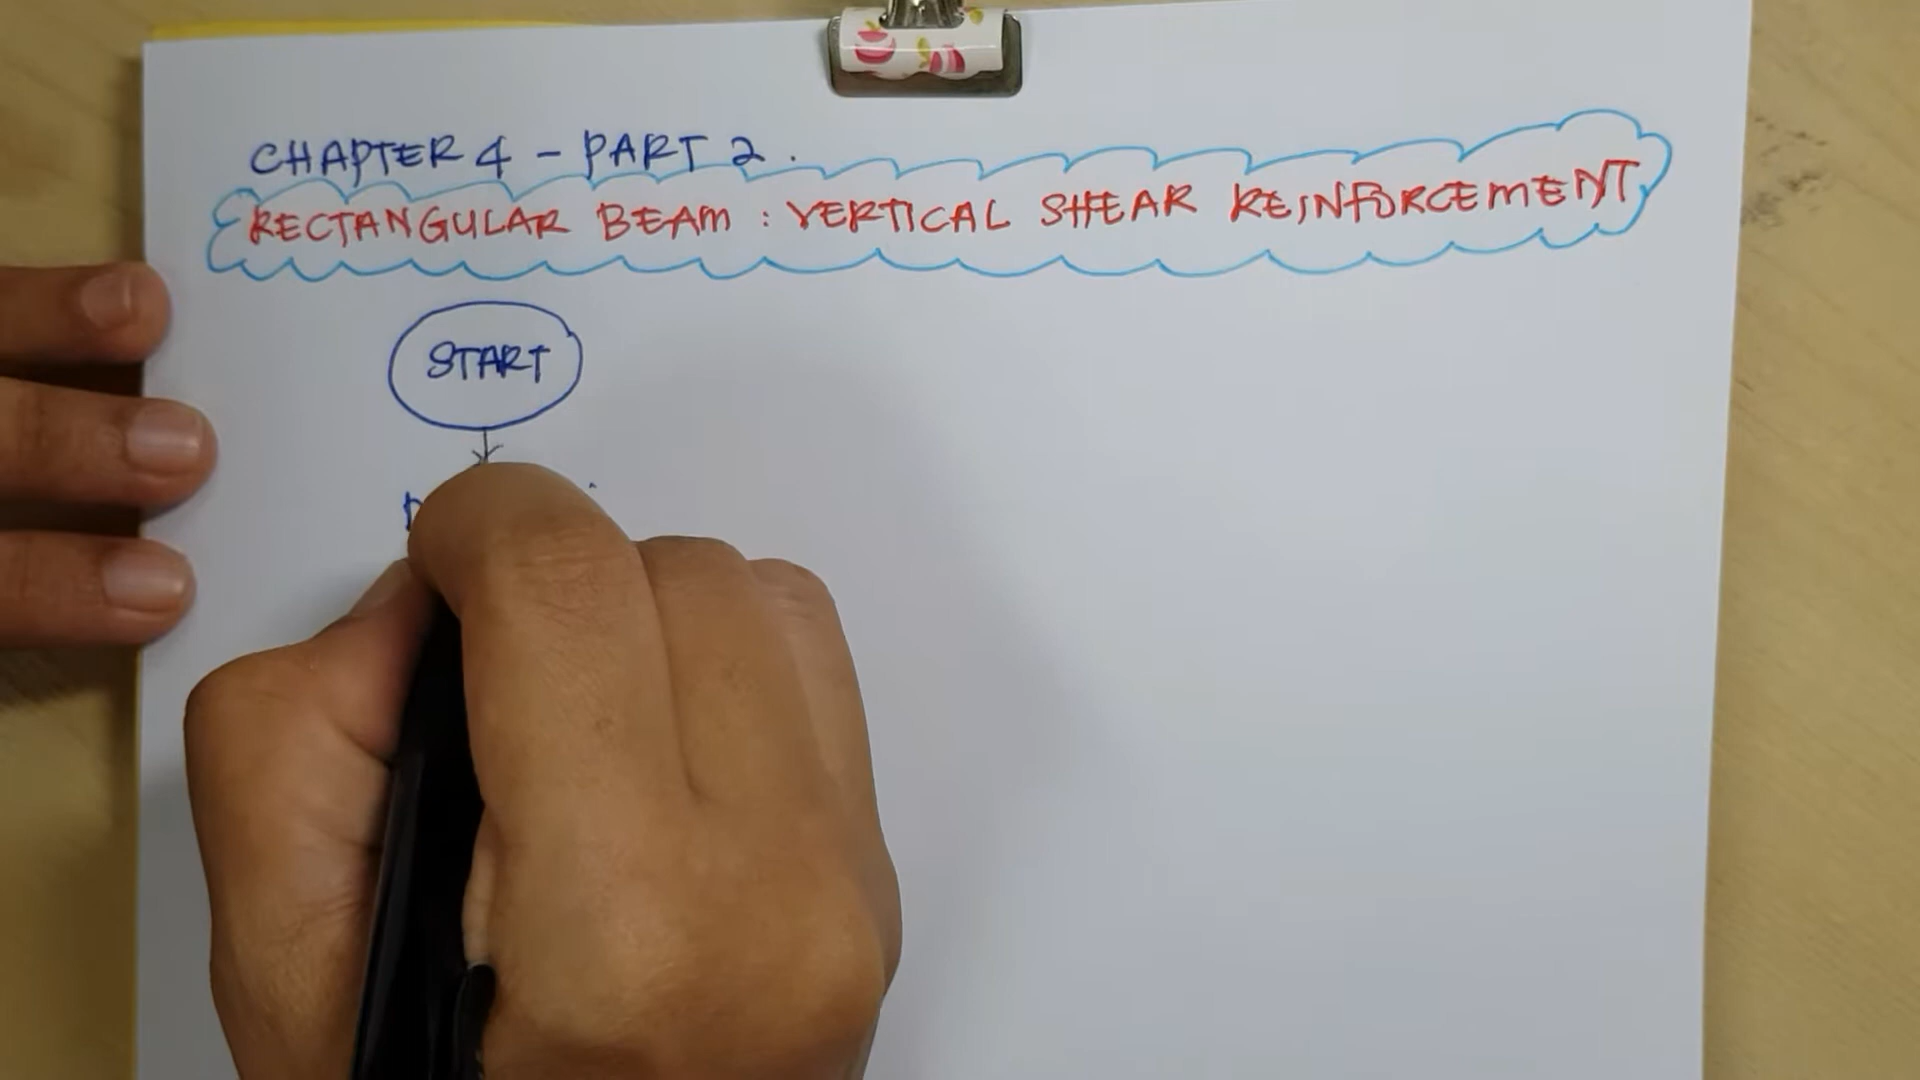 CHAPTER 4 - PART 2.
RECTANGULAR BEAM : VERTICAL SHEAR REINFORCEMENT
START